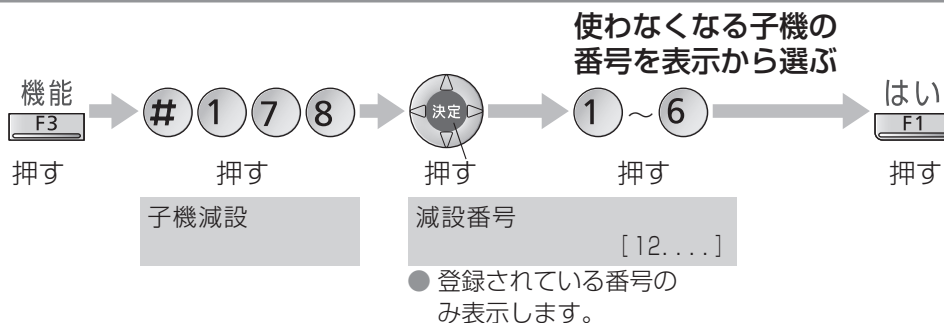 使わなくなる子機の
番号を表示から選ぶ
機能
F3
# 1 7 8
決定
1 ～ 6
はい
F1
押す
押す
押す
押す
押す
子機減設
減設番号
[12....]
● 登録されている番号の
み表示します。